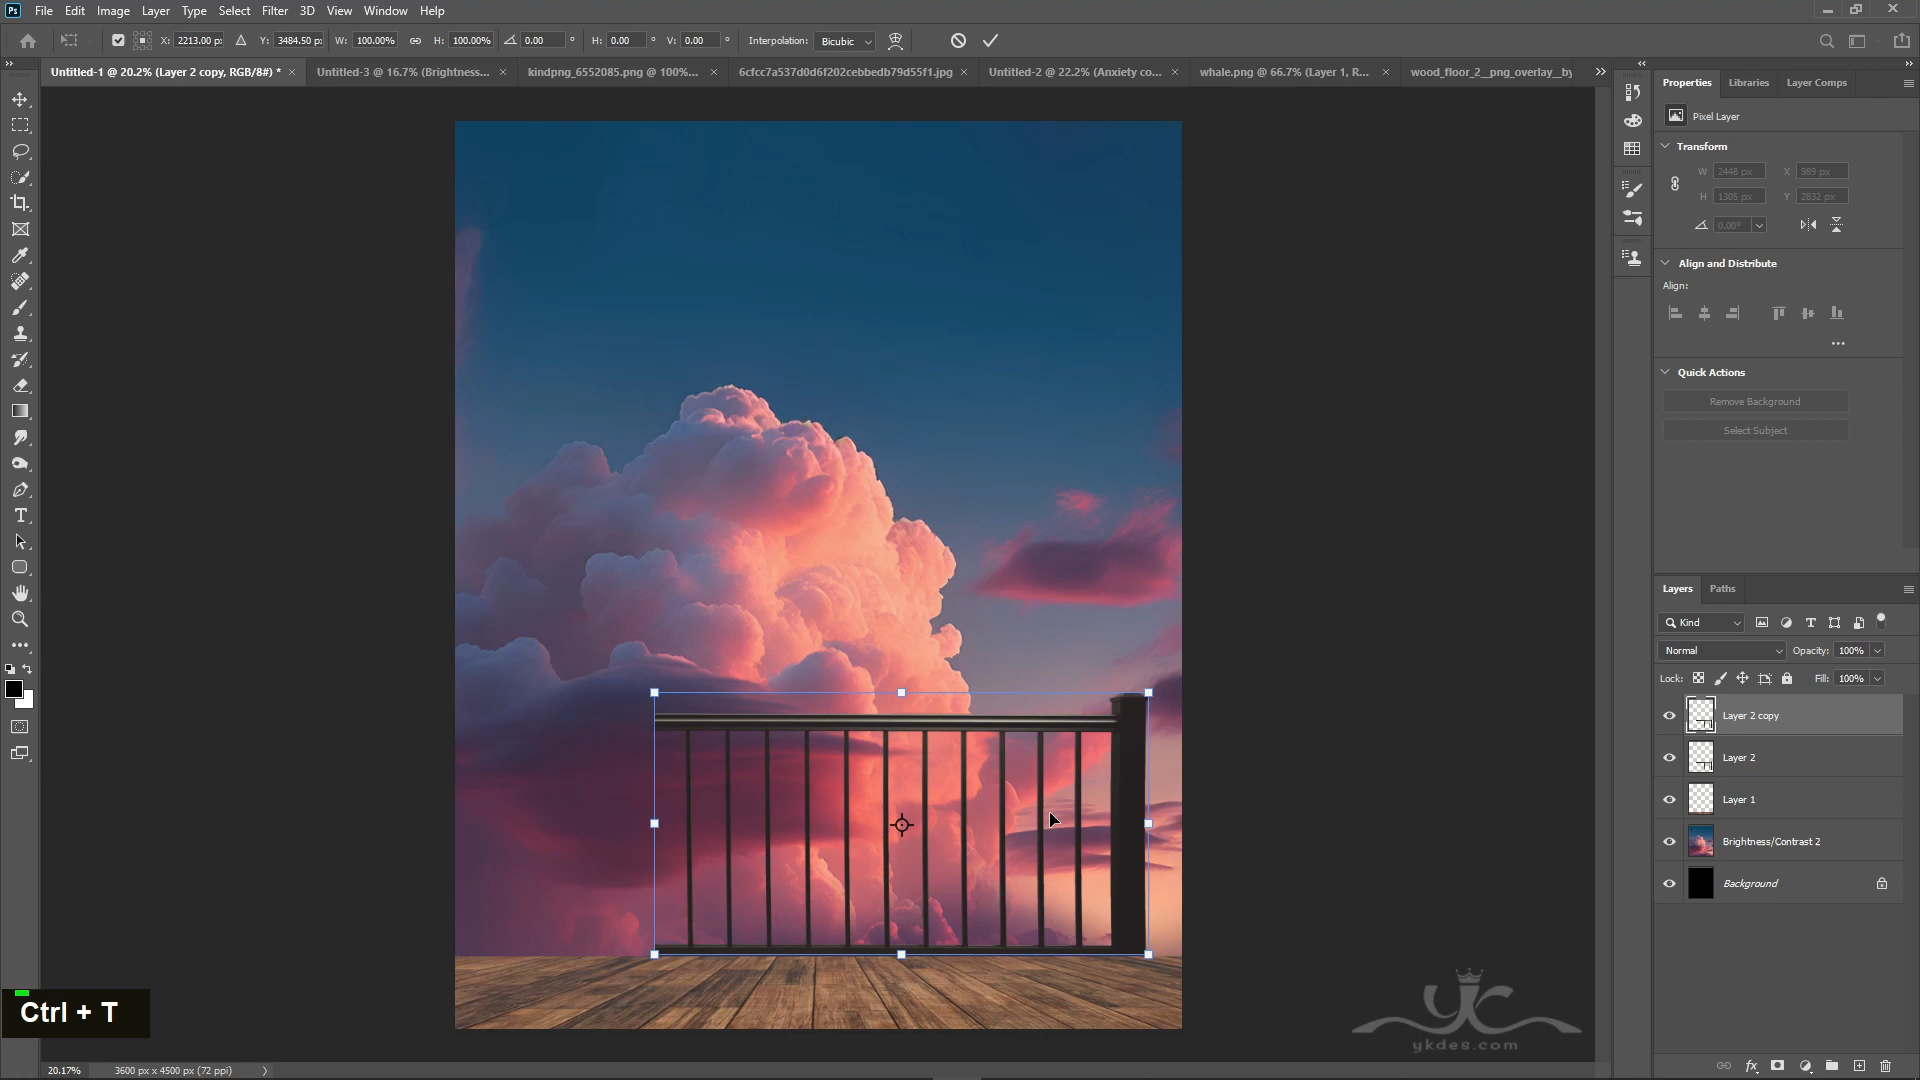 Ps File Edit Image Layer Type Select Filter 3D View Window Help
X: 2213.00 px Y: 3484.50 px W: 100.00% H: 100.00% 0.00 ° H: 0.00 ° V: 0.00 ° Interpolation: Bicubic
Untitled-1 @ 20.2% (Layer 2 copy, RGB/8#) * × Untitled-3 @ 16.7% (Brightness... × kindpng_6552085.png @ 100%... × 6cfcc7a537d0d6f202cebbedb79d55f1.jpg × Untitled-2 @ 22.2% (Anxiety co... × whale.png @ 66.7% (Layer 1, R... × wood_floor_2__png_overlay__by
Properties Libraries Layer Comps
Pixel Layer
Transform
W 2448 px X 989 px
H 1305 px Y 2832 px
0.00°
Align and Distribute
Align:
Quick Actions
Remove Background
Select Subject
Layers Paths
Kind
Normal Opacity: 100%
Lock: Fill: 100%
Layer 2 copy
Layer 2
Layer 1
Brightness/Contrast 2
Background
Ctrl + T
ykdes.com
20.17% 3600 px x 4500 px (72 ppi)